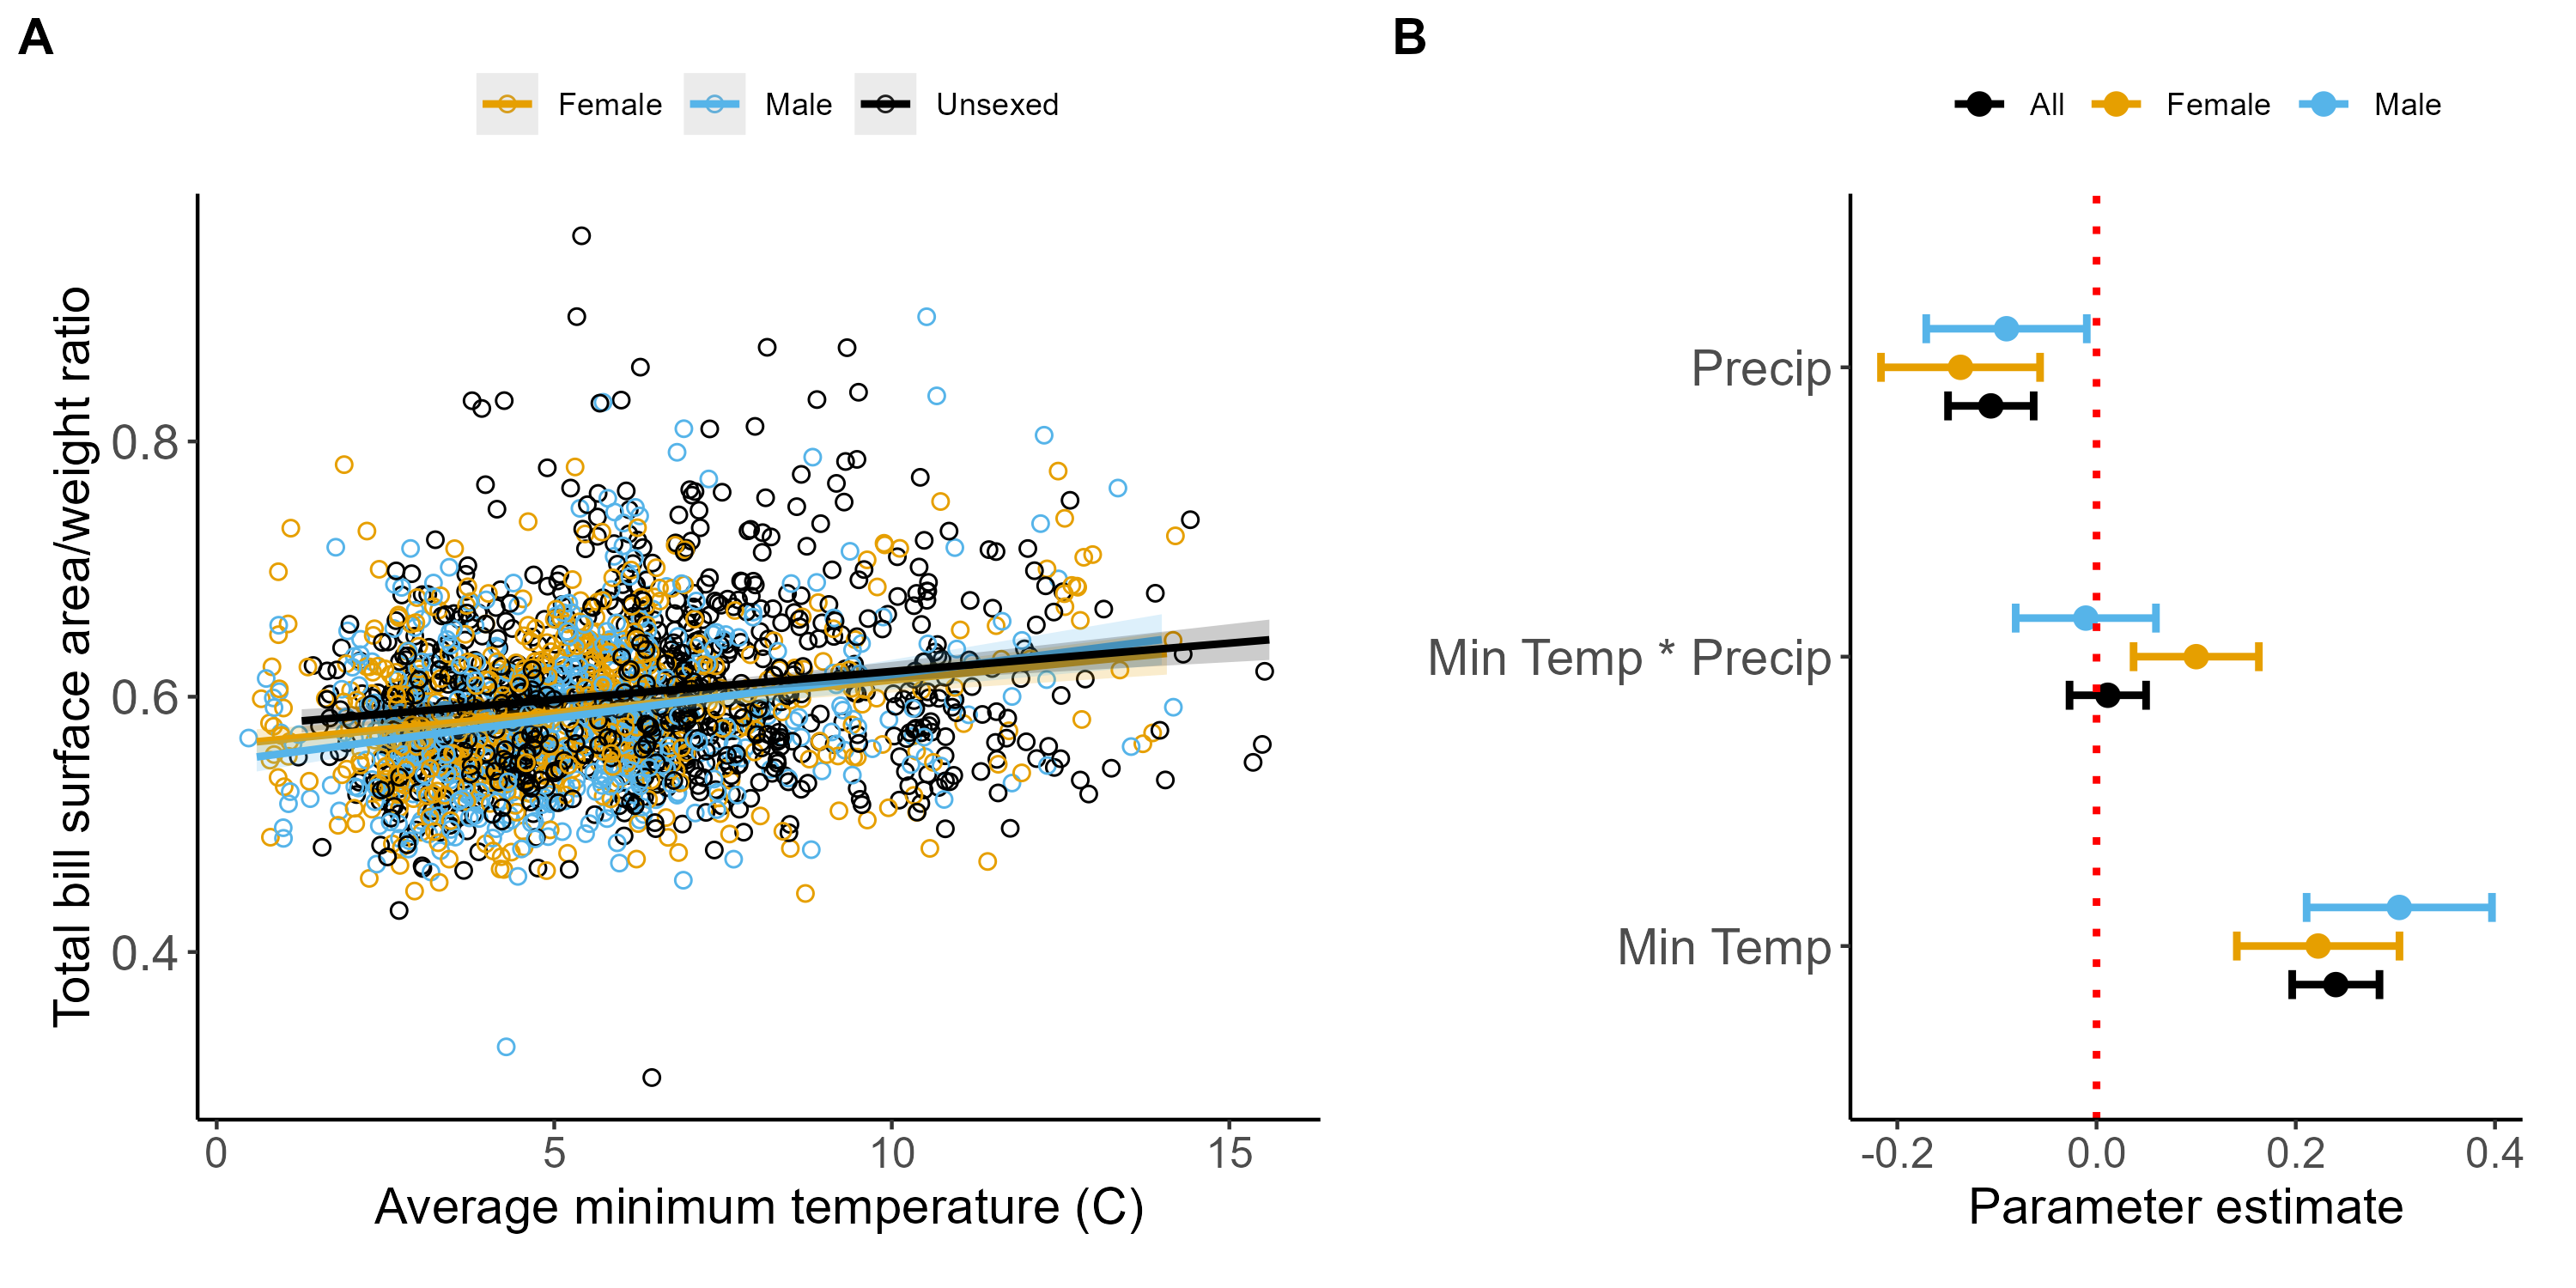 A
Female Male Unsexed
Total bill surface area/weight ratio
0.8
0.6
0.4
0 5 10 15
Average minimum temperature (C)
B
All Female Male
Precip
Min Temp * Precip
Min Temp
-0.2 0.0 0.2 0.4
Parameter estimate